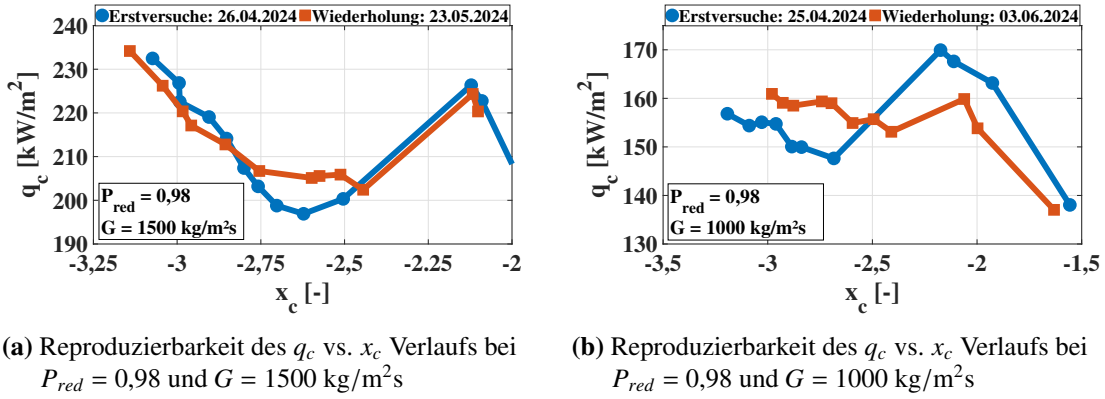 Erstversuche: 26.04.2024 Wiederholung: 23.05.2024
240
230
220
210
200
190
q_c [kW/m²]
P_red = 0,98
G = 1500 kg/m²s
-3,25 -3 -2,75 -2,5 -2,25 -2
x_c [-]
(a) Reproduzierbarkeit des q_c vs. x_c Verlaufs bei
P_red = 0,98 und G = 1500 kg/m²s
Erstversuche: 25.04.2024 Wiederholung: 03.06.2024
170
160
150
140
130
q_c [kW/m²]
P_red = 0,98
G = 1000 kg/m²s
-3,5 -3 -2,5 -2 -1,5
x_c [-]
(b) Reproduzierbarkeit des q_c vs. x_c Verlaufs bei
P_red = 0,98 und G = 1000 kg/m²s